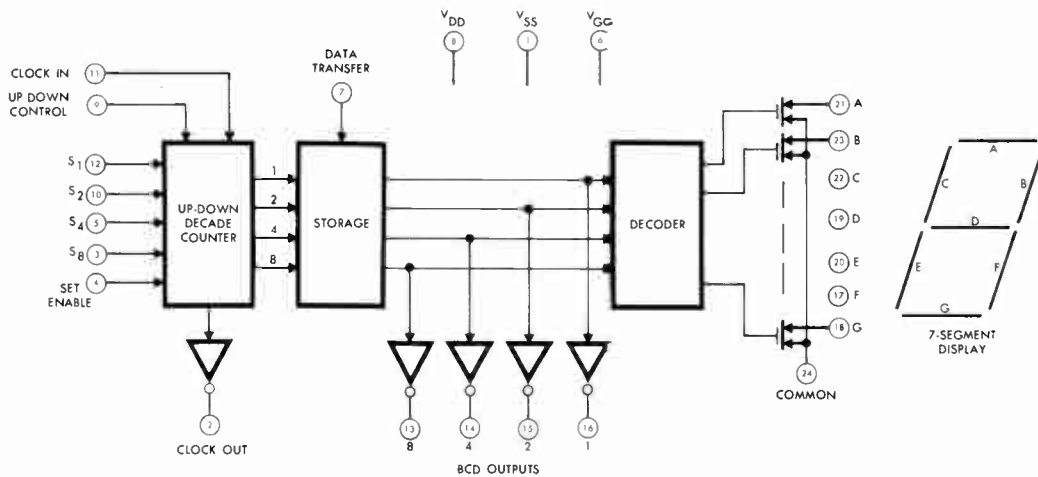 V DD
8
V SS
1
V GG
6
CLOCK IN
11
UP DOWN
CONTROL
9
DATA
TRANSFER
7
S1 12
S2 10
S4 5
S8 3
SET
ENABLE
4
UP-DOWN
DECADE
COUNTER
1
2
4
8
STORAGE
DECODER
21 A
23 B
22 C
19 D
20 E
17 F
18 G
24
COMMON
A
C
B
D
E
F
G
7-SEGMENT
DISPLAY
2
CLOCK OUT
13
8
14
4
15
2
16
1
BCD OUTPUTS